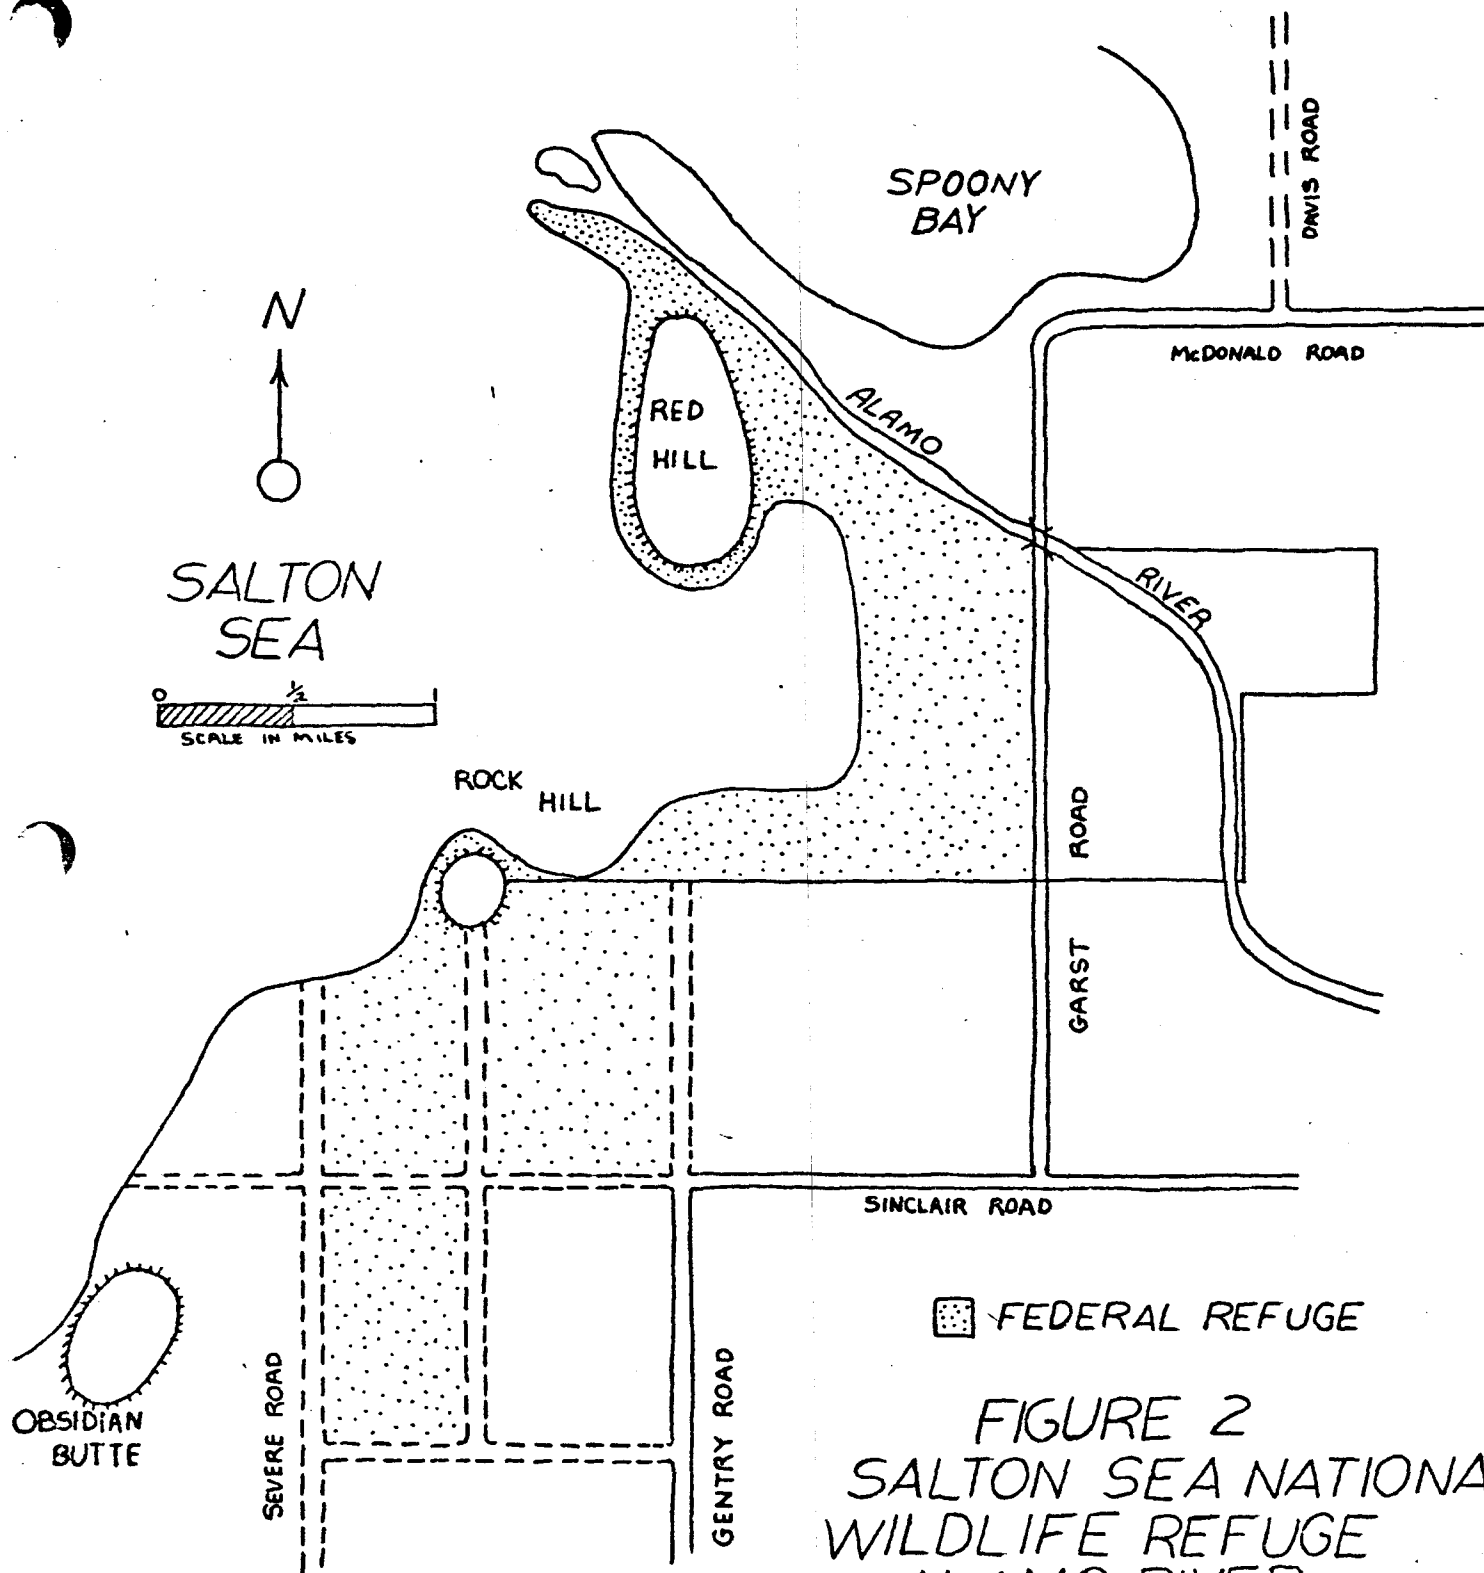 DAVIS ROAD
SPOONY
BAY
N
McDONALD ROAD
ALAMO
RED
HILL
RIVER
SALTON
SEA
0 1/2 1
SCALE IN MILES
ROCK
HILL
GARST ROAD
SINCLAIR ROAD
OBSIDIAN
BUTTE
SEVERE ROAD
GENTRY ROAD
FEDERAL REFUGE
FIGURE 2
SALTON SEA NATIONA
WILDLIFE REFUGE
ALAMO RIVER